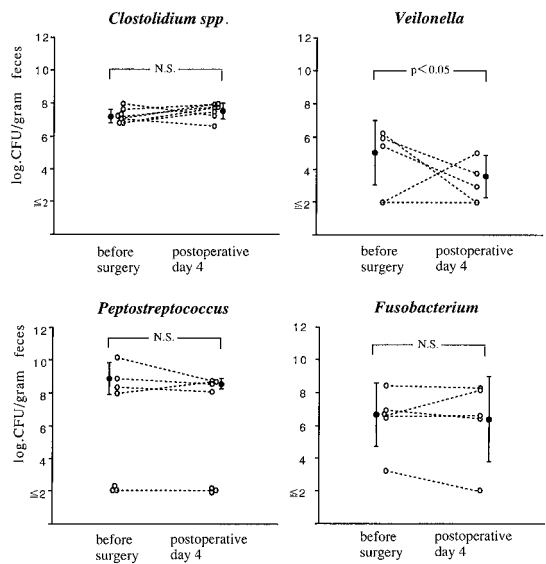 Clostolidium spp.
Veilonella
log.CFU/gram feces
12
10
8
6
4
≦2
N.S.
before surgery
postoperative day 4
12
10
8
6
4
≦2
p<0.05
before surgery
postoperative day 4
Peptostreptococcus
Fusobacterium
log.CFU/gram feces
12
10
8
6
4
≦2
N.S.
before surgery
postoperative day 4
12
10
8
6
4
≦2
N.S.
before surgery
postoperative day 4